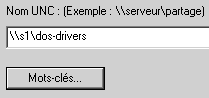 Nom UNC : (Exemple : \\serveur\partage)
\\s1\dos-drivers
Mots-clés...